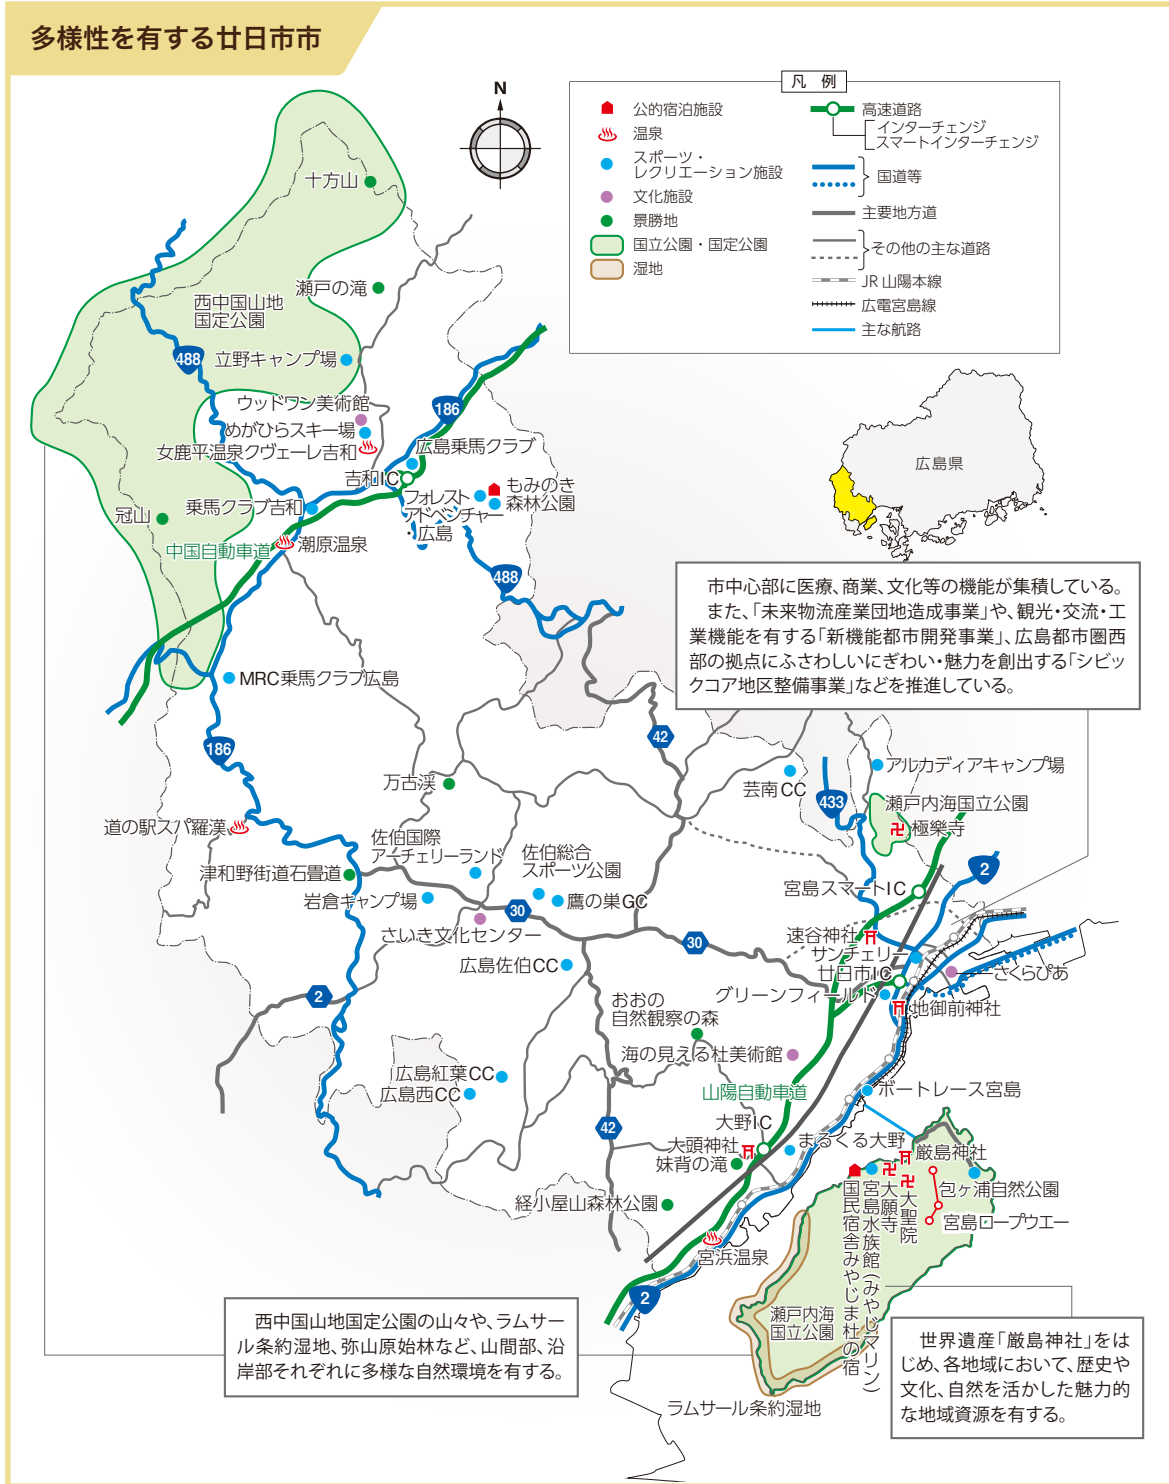 多様性を有する廿日市市
N
凡 例
公的宿泊施設
温泉
スポーツ・
レクリエーション施設
文化施設
景勝地
国立公園・国定公園
湿地
高速道路
インターチェンジ
スマートインターチェンジ
国道等
主要地方道
その他の主な道路
JR 山陽本線
広電宮島線
主な航路
十方山
瀬戸の滝
西中国山地
国定公園
488
立野キャンプ場
ウッドワン美術館
めがひらスキー場
女鹿平温泉クヴェーレ吉和
186
広島乗馬クラブ
吉和IC
フォレスト
アドベンチャー
・広島
もみのき
森林公園
乗馬クラブ吉和
冠山
中国自動車道
潮原温泉
488
広島県
市中心部に医療、商業、文化等の機能が集積している。
また、「未来物流産業団地造成事業」や、観光・交流・工
業機能を有する「新機能都市開発事業」、広島都市圏西
部の拠点にふさわしいにぎわい・魅力を創出する「シビッ
クコア地区整備事業」などを推進している。
MRC乗馬クラブ広島
186
42
万古渓
芸南CC
433
アルカディアキャンプ場
瀬戸内海国立公園
極楽寺
道の駅スパ羅漢
佐伯国際
アーチェリーランド
佐伯総合
スポーツ公園
津和野街道石畳道
岩倉キャンプ場
鷹の巣GC
30
さいき文化センター
広島佐伯CC
30
2
宮島スマートIC
2
速谷神社
サンチェリー
廿日市IC
さくらぴあ
グリーンフィールド
地御前神社
おおの
自然観察の森
海の見える杜美術館
山陽自動車道
広島紅葉CC
広島西CC
42
ボートレース宮島
大野IC
大頭神社
妹背の滝
まるくる大野
厳島神社
経小屋山森林公園
包ヶ浦自然公園
宮島ロープウエー
大聖院
大願寺
宮島水族館(みやじマリン)
国民宿舎みやじま杜の宿
宮浜温泉
2
瀬戸内海
国立公園
ラムサール条約湿地
西中国山地国定公園の山々や、ラムサー
ル条約湿地、弥山原始林など、山間部、沿
岸部それぞれに多様な自然環境を有する。
世界遺産「厳島神社」をは
じめ、各地域において、歴史や
文化、自然を活かした魅力的
な地域資源を有する。